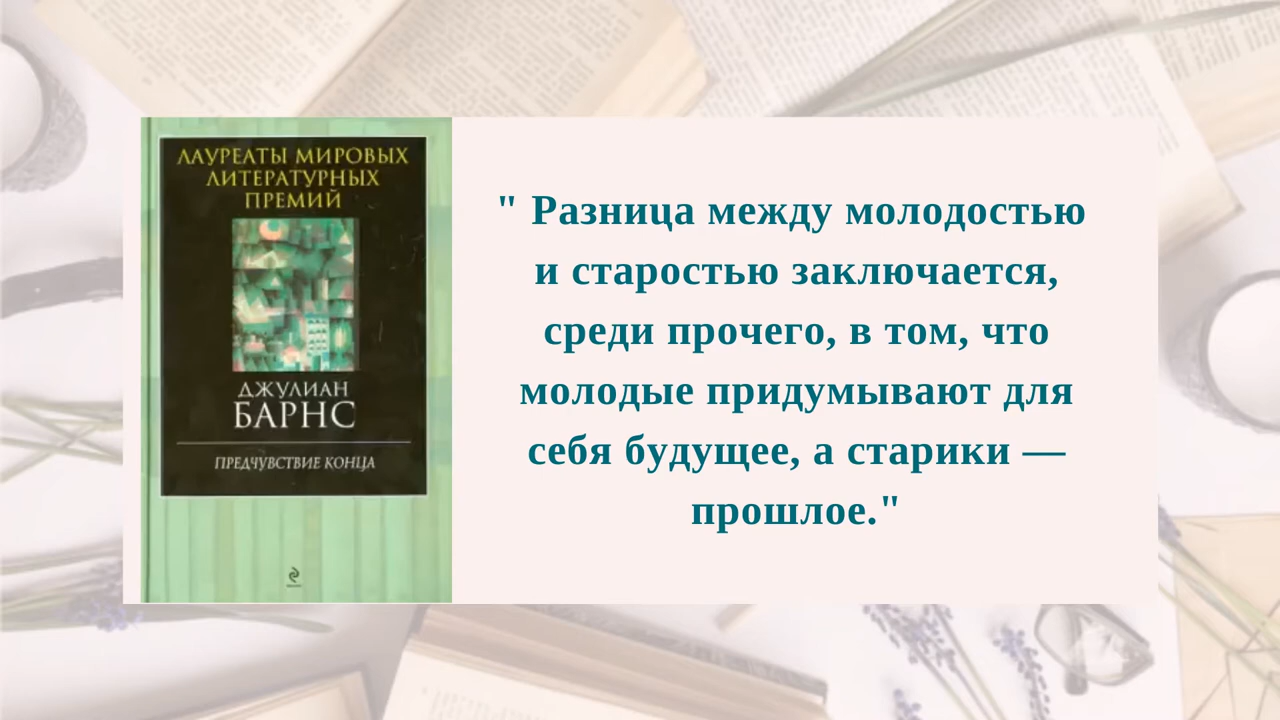 ЛАУРЕАТЫ МИРОВЫХ
ЛИТЕРАТУРНЫХ
ПРЕМИЙ
ДЖУЛИАН
БАРНС
ПРЕДЧУВСТВИЕ КОНЦА
" Разница между молодостью
и старостью заключается,
среди прочего, в том, что
молодые придумывают для
себя будущее, а старики —
прошлое."